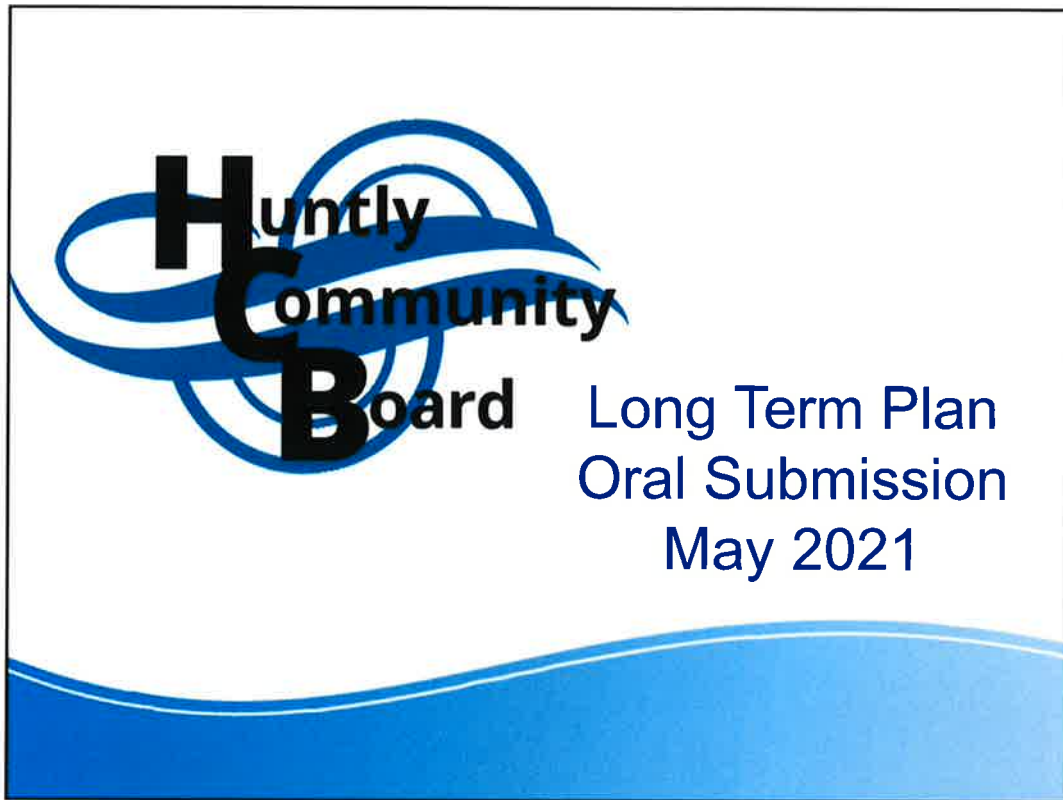 Huntly
Community
Board
Long Term Plan
Oral Submission
May 2021